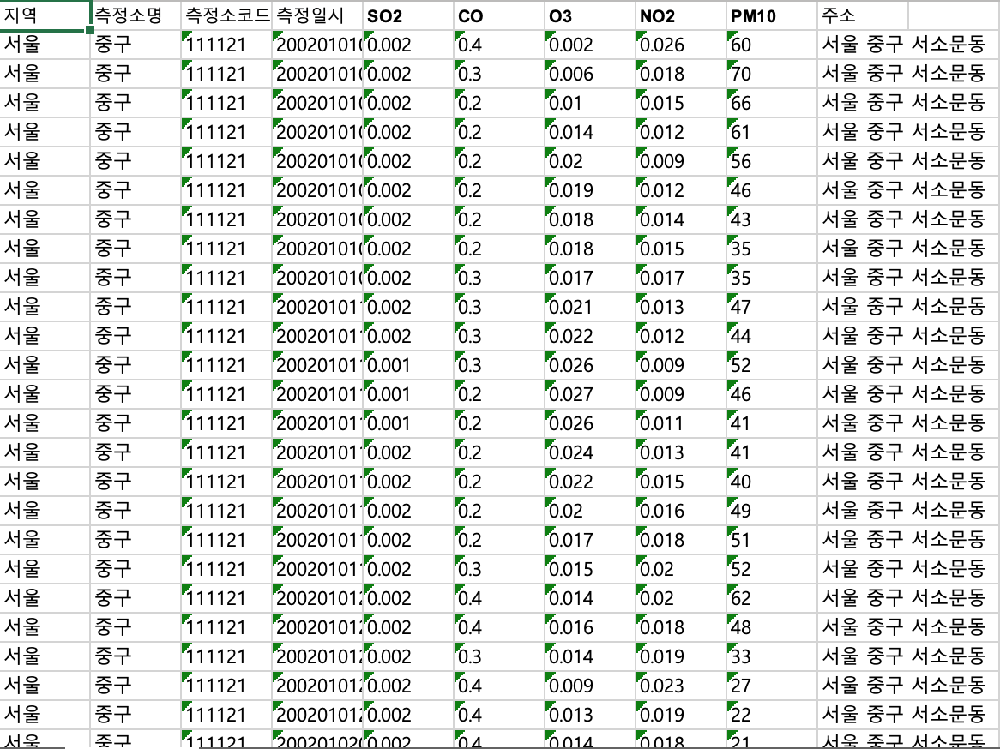 지역 측정소명 측정소코드 측정일시 SO2 CO O3 NO2 PM10 주소
서울 중구 111121 20020101 0.002 0.4 0.002 0.026 60 서울 중구 서소문동
서울 중구 111121 20020101 0.002 0.3 0.006 0.018 70 서울 중구 서소문동
서울 중구 111121 20020101 0.002 0.2 0.01 0.015 66 서울 중구 서소문동
서울 중구 111121 20020101 0.002 0.2 0.014 0.012 61 서울 중구 서소문동
서울 중구 111121 20020101 0.002 0.2 0.02 0.009 56 서울 중구 서소문동
서울 중구 111121 20020101 0.002 0.2 0.019 0.012 46 서울 중구 서소문동
서울 중구 111121 20020101 0.002 0.2 0.018 0.014 43 서울 중구 서소문동
서울 중구 111121 20020101 0.002 0.2 0.018 0.015 35 서울 중구 서소문동
서울 중구 111121 20020101 0.002 0.3 0.017 0.017 35 서울 중구 서소문동
서울 중구 111121 20020101 0.002 0.3 0.021 0.013 47 서울 중구 서소문동
서울 중구 111121 20020101 0.002 0.3 0.022 0.012 44 서울 중구 서소문동
서울 중구 111121 20020101 0.001 0.3 0.026 0.009 52 서울 중구 서소문동
서울 중구 111121 20020101 0.001 0.2 0.027 0.009 46 서울 중구 서소문동
서울 중구 111121 20020101 0.001 0.2 0.026 0.011 41 서울 중구 서소문동
서울 중구 111121 20020101 0.002 0.2 0.024 0.013 41 서울 중구 서소문동
서울 중구 111121 20020101 0.002 0.2 0.022 0.015 40 서울 중구 서소문동
서울 중구 111121 20020101 0.002 0.2 0.02 0.016 49 서울 중구 서소문동
서울 중구 111121 20020101 0.002 0.2 0.017 0.018 51 서울 중구 서소문동
서울 중구 111121 20020101 0.002 0.3 0.015 0.02 52 서울 중구 서소문동
서울 중구 111121 20020101 0.002 0.4 0.014 0.02 62 서울 중구 서소문동
서울 중구 111121 20020101 0.002 0.4 0.016 0.018 48 서울 중구 서소문동
서울 중구 111121 20020101 0.002 0.3 0.014 0.019 33 서울 중구 서소문동
서울 중구 111121 20020101 0.002 0.4 0.009 0.023 27 서울 중구 서소문동
서울 중구 111121 20020101 0.002 0.4 0.013 0.019 22 서울 중구 서소문동
서울 중구 111121 20020102 0.002 0.4 0.014 0.018 21 서울 중구 서소문동